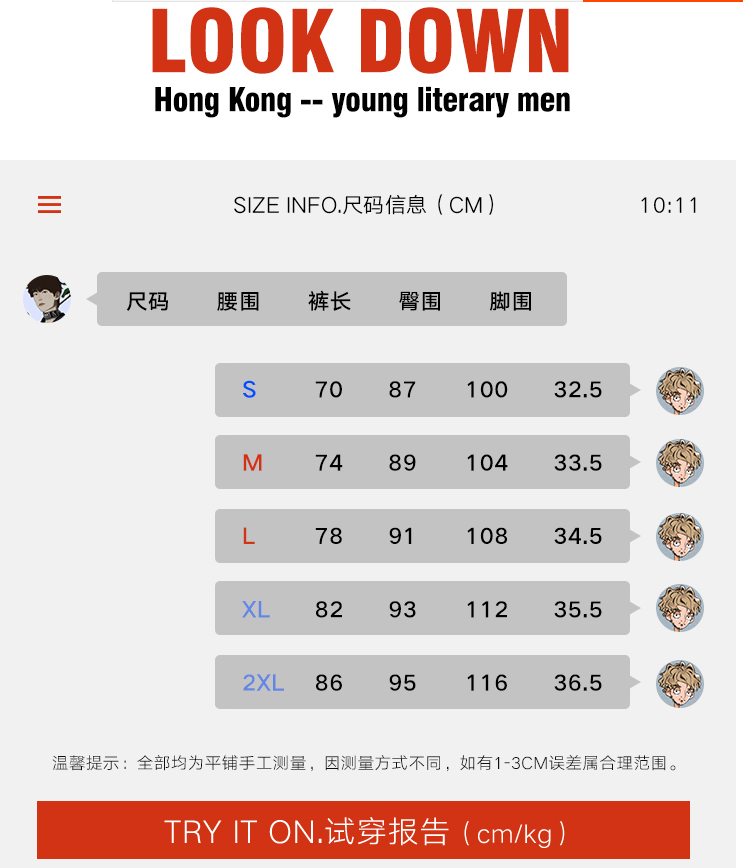 LOOK DOWN
Hong Kong -- young literary men
SIZE INFO.尺码信息（CM） 10:11
尺码 腰围 裤长 臀围 脚围
S 70 87 100 32.5
M 74 89 104 33.5
L 78 91 108 34.5
XL 82 93 112 35.5
2XL 86 95 116 36.5
温馨提示：全部均为平铺手工测量，因测量方式不同，如有1-3CM误差属合理范围。
TRY IT ON.试穿报告（cm/kg）